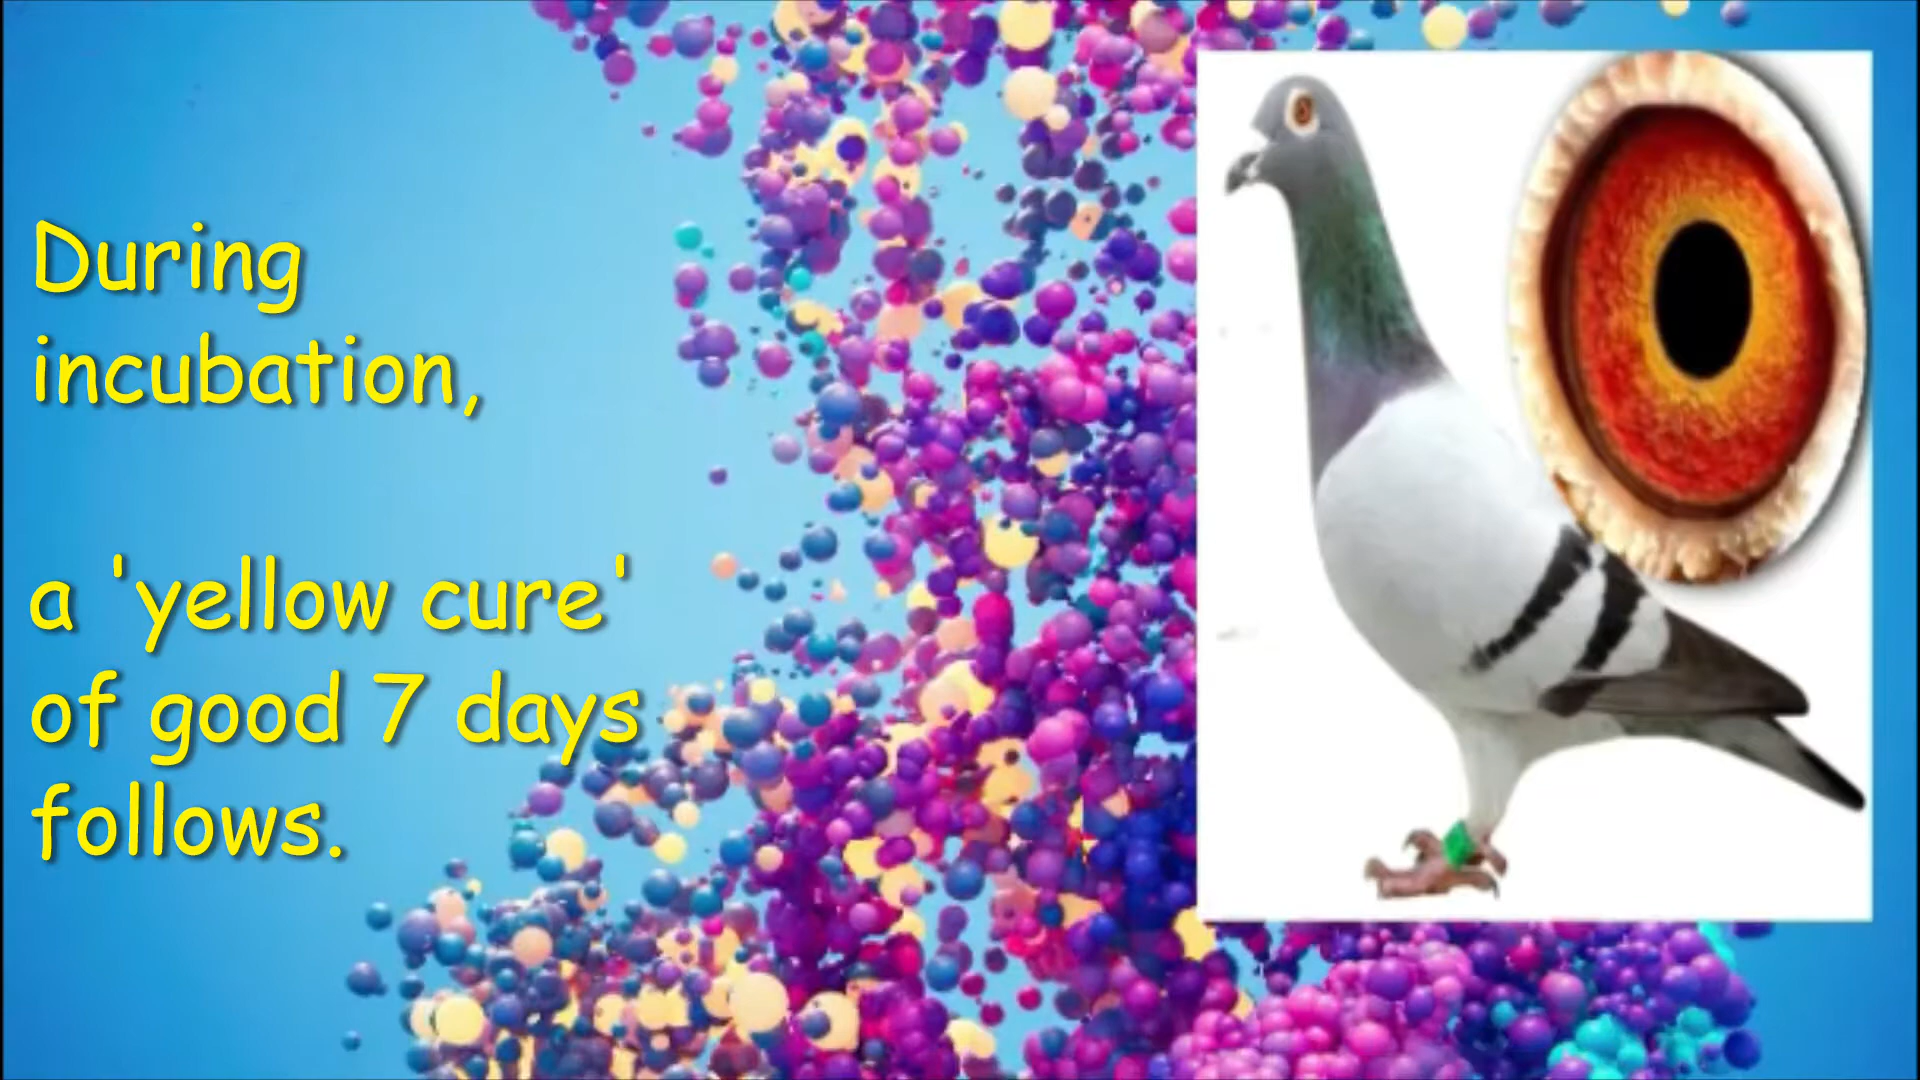 During
incubation,
a 'yellow cure'
of good 7 days
follows.